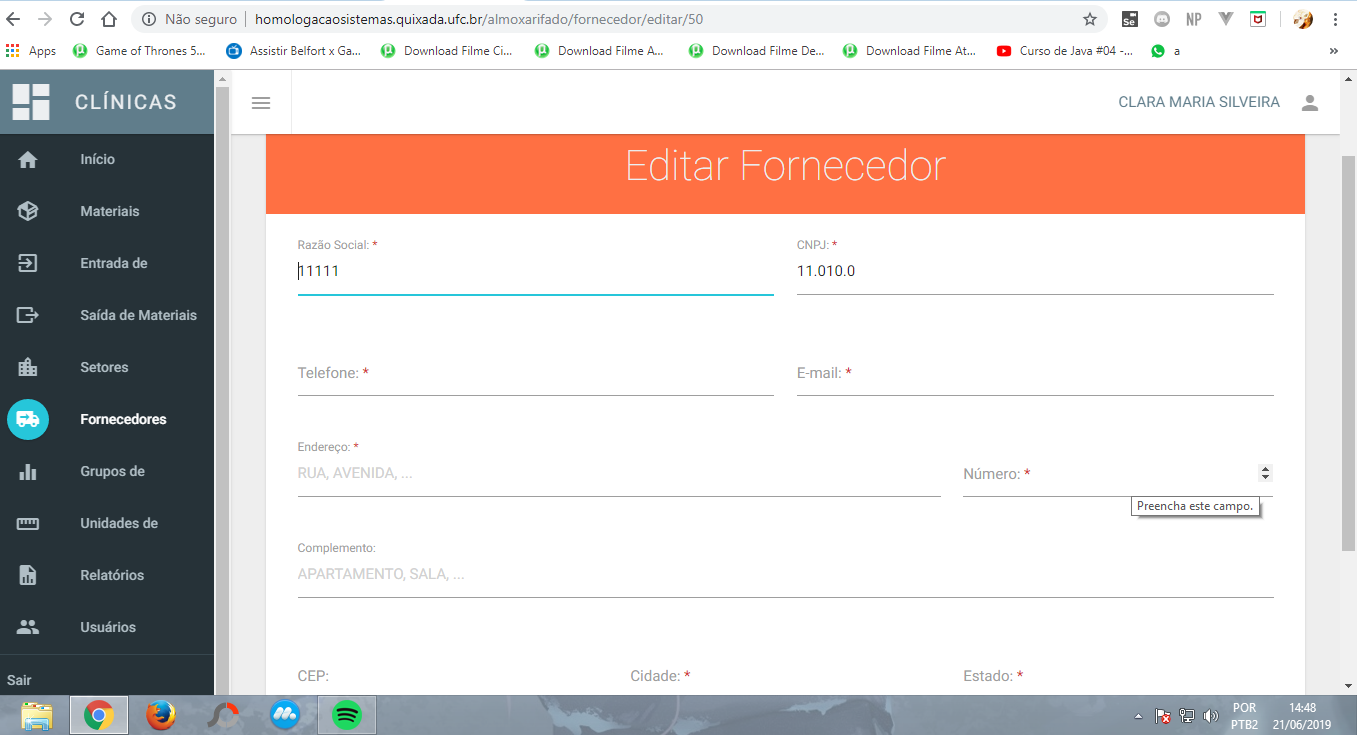 Não seguro
homologacaosistemas.quixada.ufc.br/almoxarifado/fornecedor/editar/50
Se
NP
Apps
Game of Thrones 5...
Assistir Belfort x Ga...
Download Filme Ci...
Download Filme A...
Download Filme De...
Download Filme At...
Curso de Java #04 -...
a
»
CLÍNICAS
CLARA MARIA SILVEIRA
Início
Materiais
Entrada de
Saída de Materiais
Setores
Fornecedores
Grupos de
Unidades de
Relatórios
Usuários
Sair
Editar Fornecedor
Razão Social: *
11111
CNPJ: *
11.010.0
Telefone: *
E-mail: *
Endereço: *
RUA, AVENIDA, ...
Número: *
Preencha este campo.
Complemento:
APARTAMENTO, SALA, ...
CEP:
Cidade: *
Estado: *
POR
PTB2
14:48
21/06/2019